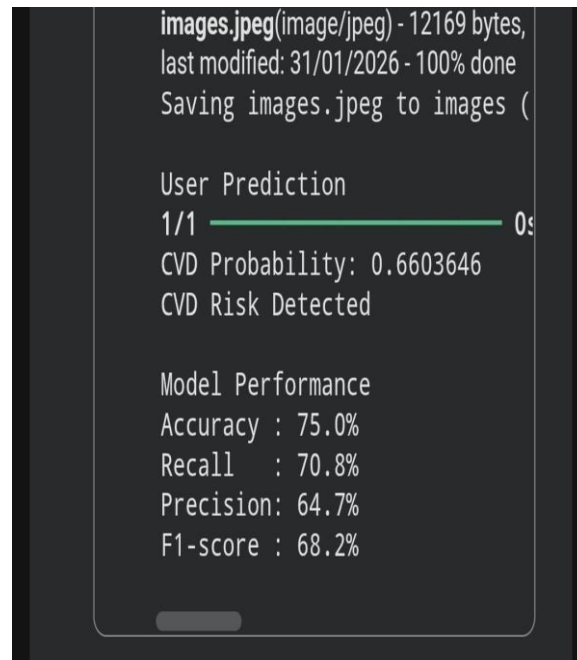 images.jpeg(image/jpeg) - 12169 bytes,
last modified: 31/01/2026 - 100% done
Saving images.jpeg to images (
User Prediction
1/1 0s
CVD Probability: 0.6603646
CVD Risk Detected
Model Performance
Accuracy : 75.0%
Recall : 70.8%
Precision: 64.7%
F1-score : 68.2%